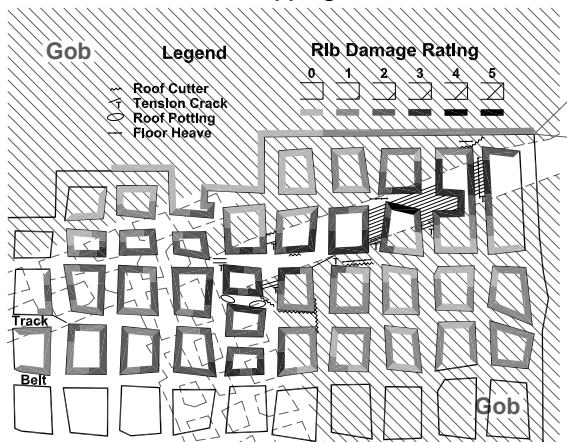 Gob
Legend
Rib Damage Rating
0 1 2 3 4 5
Roof Cutter
Tension Crack
Roof Potting
Floor Heave
Track
Belt
Gob